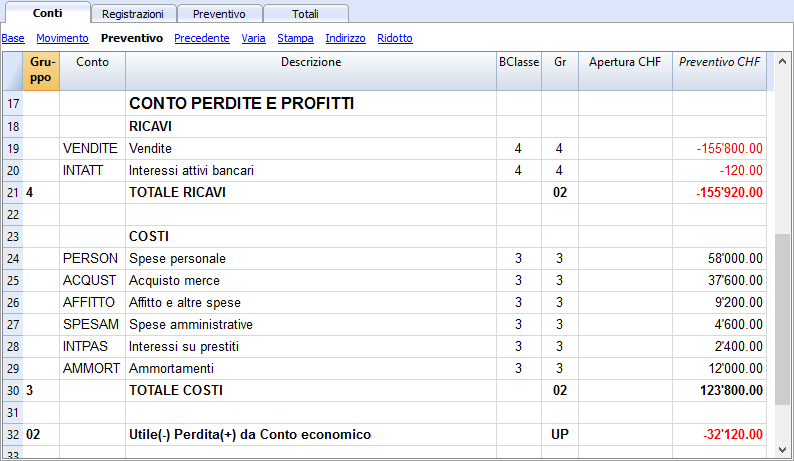 Conti Registrazioni Preventivo Totali
Base Movimento Preventivo Precedente Varia Stampa Indirizzo Ridotto
Gru-
ppo Conto Descrizione BClasse Gr Apertura CHF Preventivo CHF
17 CONTO PERDITE E PROFITTI
18 RICAVI
19 VENDITE Vendite 4 4 -155'800.00
20 INTATT Interessi attivi bancari 4 4 -120.00
21 4 TOTALE RICAVI 02 -155'920.00
22
23 COSTI
24 PERSON Spese personale 3 3 58'000.00
25 ACQUST Acquisto merce 3 3 37'600.00
26 AFFITTO Affitto e altre spese 3 3 9'200.00
27 SPESAM Spese amministrative 3 3 4'600.00
28 INTPAS Interessi su prestiti 3 3 2'400.00
29 AMMORT Ammortamenti 3 3 12'000.00
30 3 TOTALE COSTI 02 123'800.00
31
32 02 Utile(-) Perdita(+) da Conto economico UP -32'120.00
33